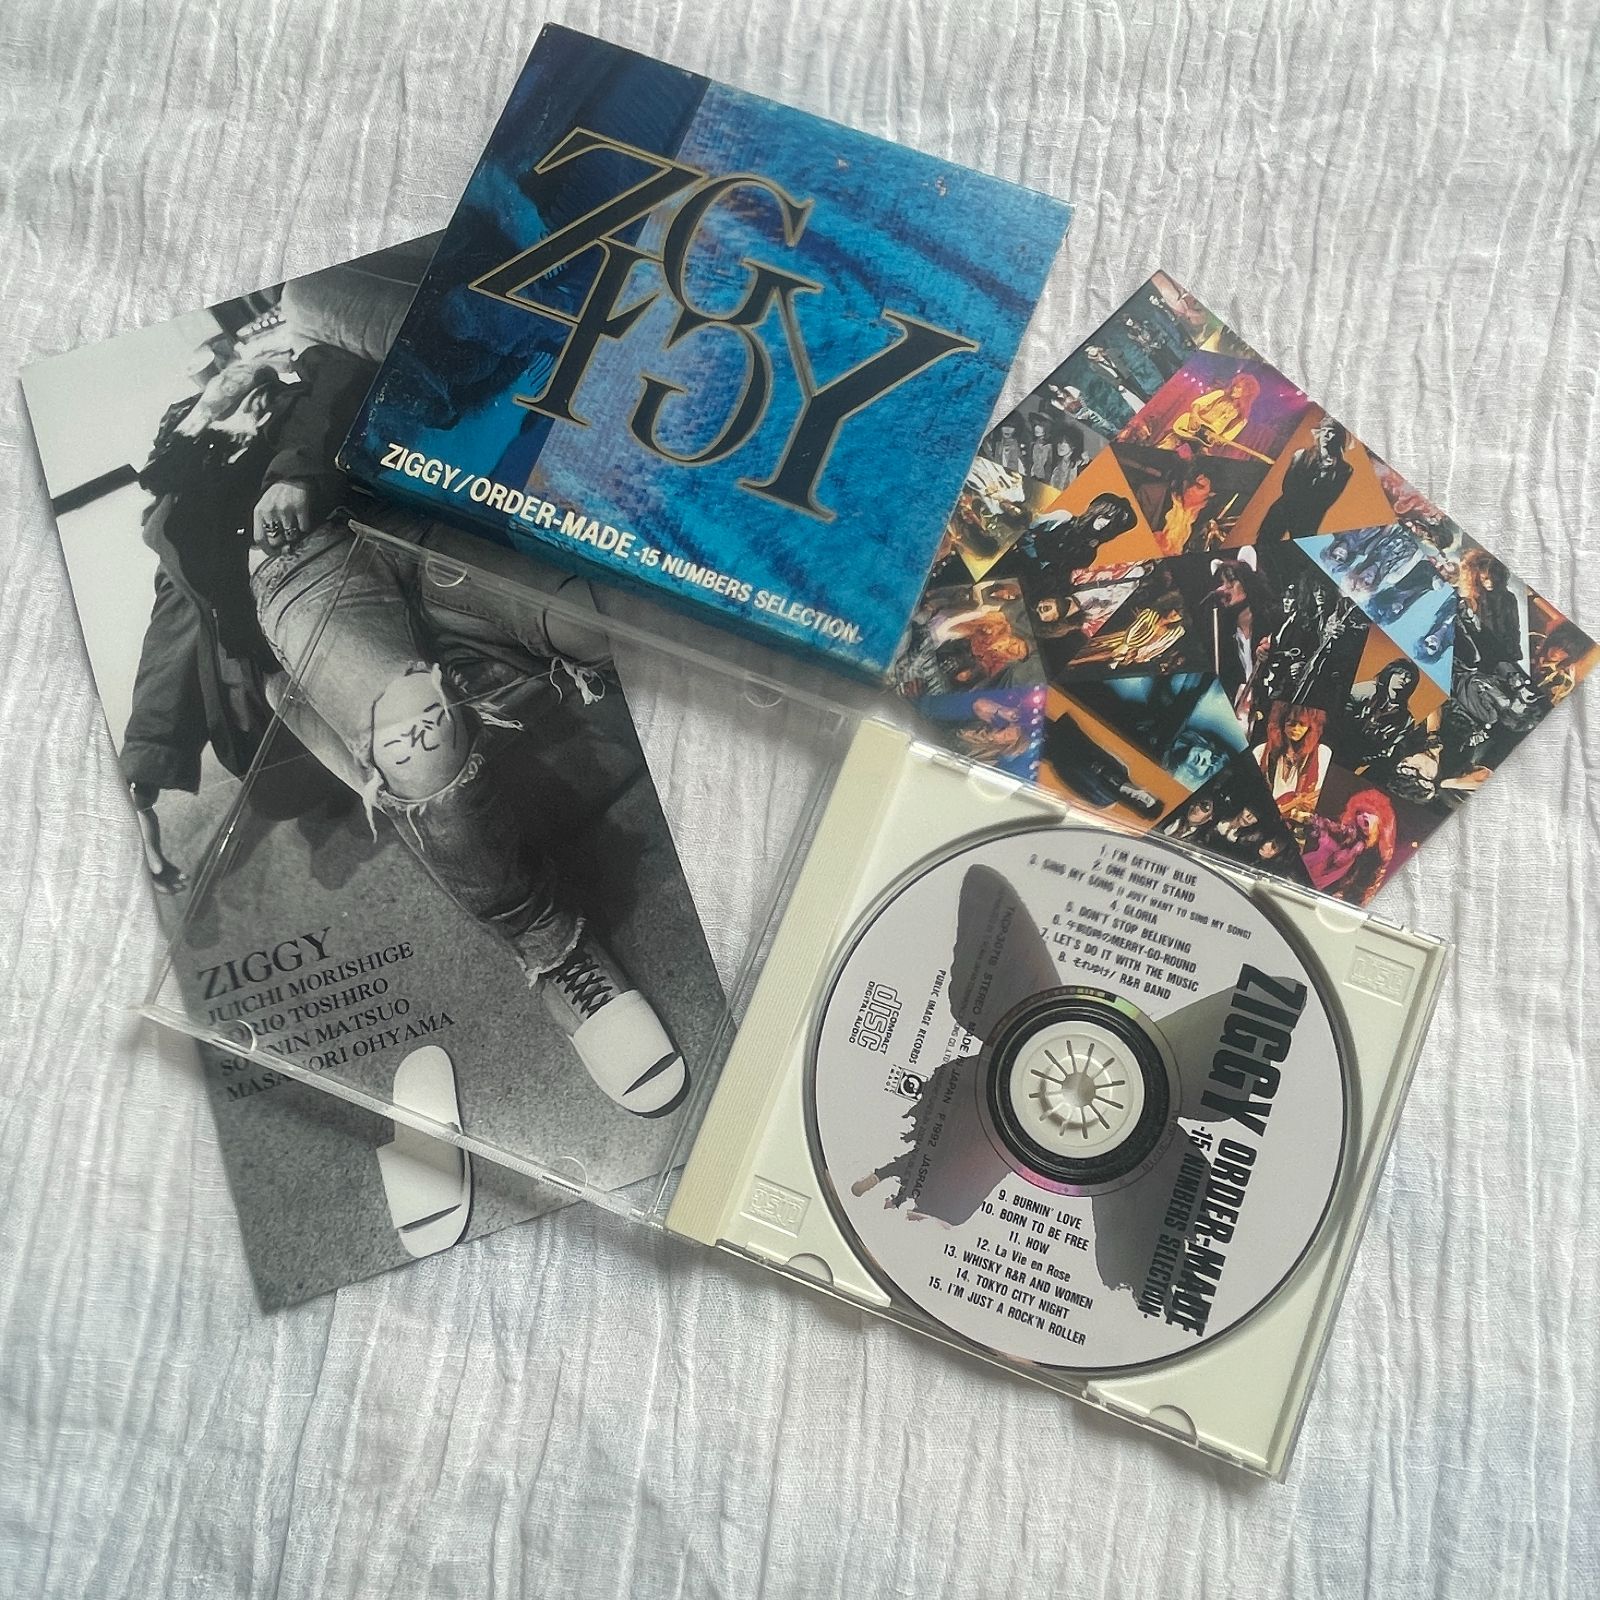 ZIGGY
ZIGGY/ORDER-MADE -15 NUMBERS SELECTION-
ZIGGY
JUICHI MORISHIGE
TOSHIRO
MATSUO
OHYAMA
1. I'M GETTIN' BLUE
2. ONE NIGHT STAND
3. SING MY SONG (I JUST WANT TO SING MY SONG)
4. GLORIA
5. DON'T STOP BELIEVING
6. 午前0時のMERRY-GO-ROUND
7. LET'S DO IT WITH THE MUSIC
8. それゆけ! R&R BAND
ZIGGY ORDER-MADE
-15 NUMBERS SELECTION-
COMPACT
disc
DIGITAL AUDIO
PUBLIC IMAGE RECORDS
STEREO MADE IN JAPAN
1992 JASRAC
9. BURNIN' LOVE
10. BORN TO BE FREE
11. HOW
12. La Vie en Rose
13. WHISKY R&R AND WOMEN
14. TOKYO CITY NIGHT
15. I'M JUST A ROCK'N ROLLER